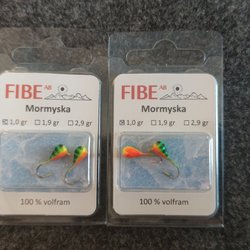 FIBE AB
Mormyska
☒ 1,0 gr ☐ 1,9 gr ☐ 2,9 gr
100 % volfram
FIBE AB
Mormyska
☒ 1,0 gr ☐ 1,9 gr ☐ 2,9 gr
100 % volfram